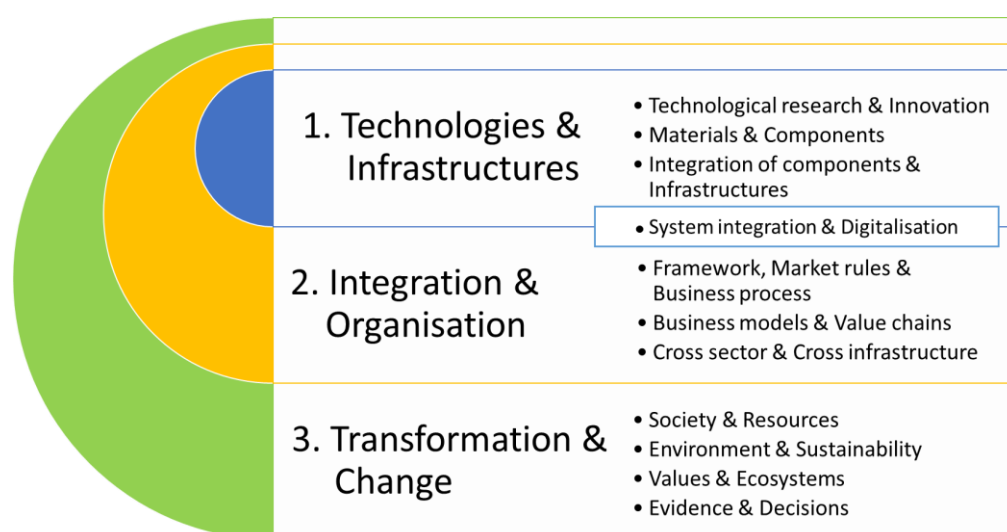 1. Technologies &
Infrastructures
• Technological research & Innovation
• Materials & Components
• Integration of components &
Infrastructures
• System integration & Digitalisation
2. Integration &
Organisation
• Framework, Market rules &
Business process
• Business models & Value chains
• Cross sector & Cross infrastructure
3. Transformation &
Change
• Society & Resources
• Environment & Sustainability
• Values & Ecosystems
• Evidence & Decisions